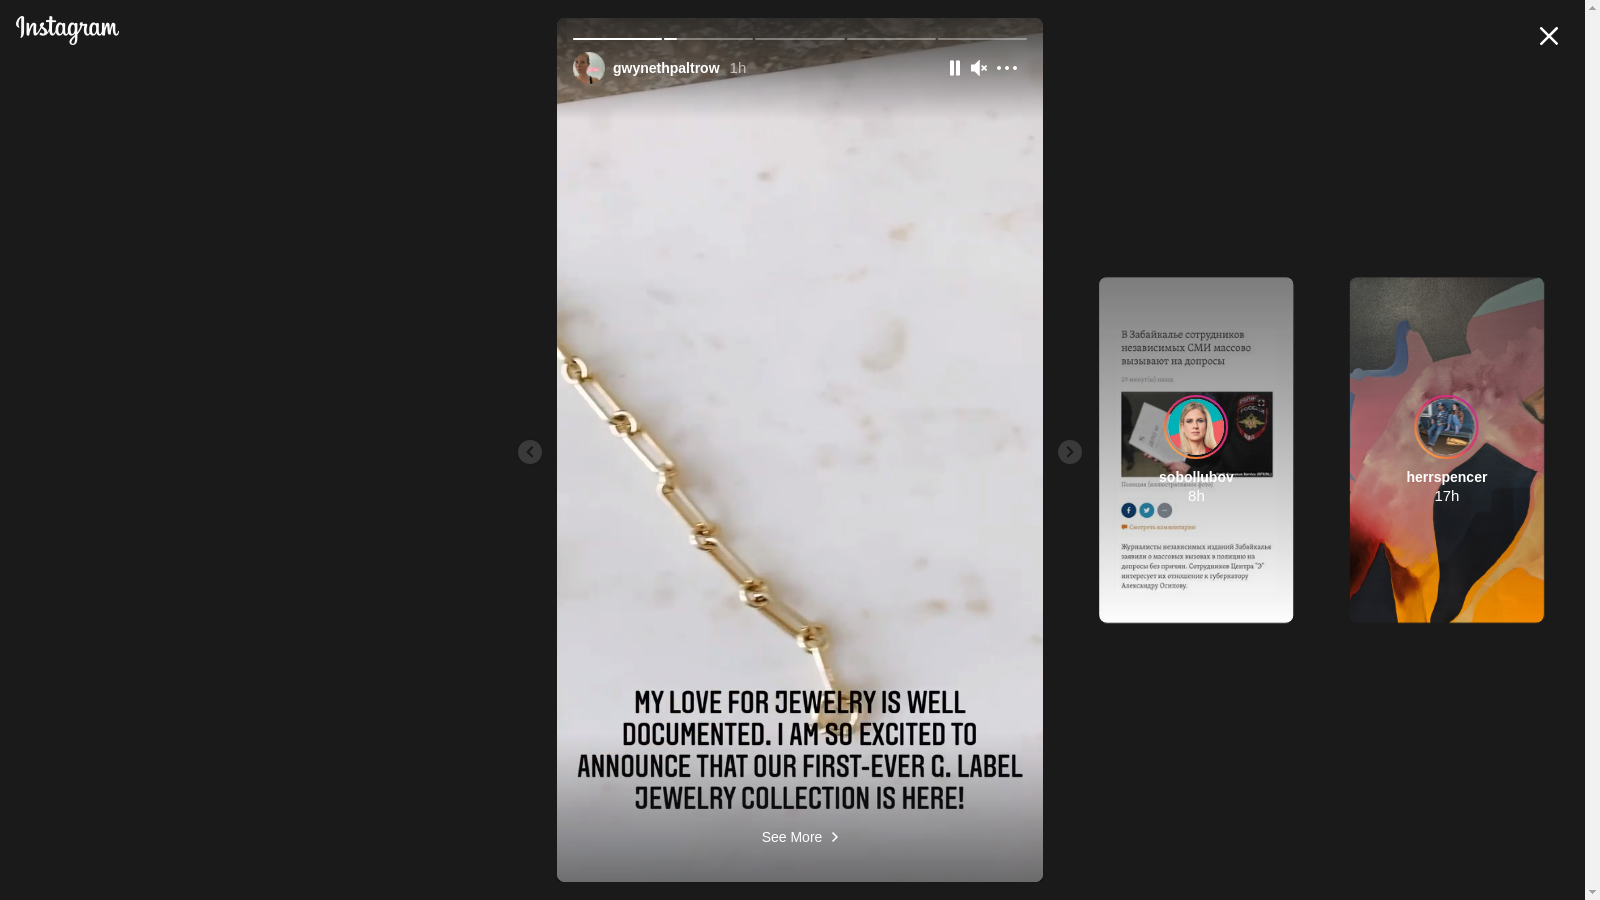 Instagram
gwynethpaltrow 1h
MY LOVE FOR JEWELRY IS WELL
DOCUMENTED. I AM SO EXCITED TO
ANNOUNCE THAT OUR FIRST-EVER G. LABEL
JEWELRY COLLECTION IS HERE!
See More
В Забайкалье сотрудников
независимых СМИ массово
вызывают на допросы
sobollubov
8h
Смотреть комментарии
Журналисты независимых изданий Забайкалья
заявили о массовых вызовах в полицию на
допросы без причин. Сотрудников Центра "Э"
интересует их отношение к губернатору
Александру Осипову.
herrspencer
17h